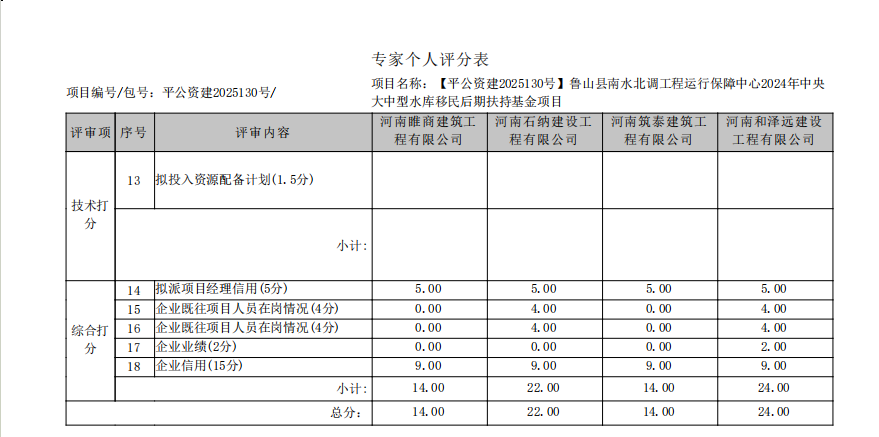 专家个人评分表
项目编号/包号：平公资建2025130号/
项目名称：【平公资建2025130号】鲁山县南水北调工程运行保障中心2024年中央
大中型水库移民后期扶持基金项目
评审项 序号 评审内容 河南睢商建筑工程有限公司 河南石纳建设工程有限公司 河南筑泰建筑工程有限公司 河南和泽远建设工程有限公司
技术打分
13 拟投入资源配备计划(1.5分)
小计:
综合打分
14 拟派项目经理信用(5分) 5.00 5.00 5.00 5.00
15 企业既往项目人员在岗情况(4分) 0.00 4.00 0.00 4.00
16 企业既往项目人员在岗情况(4分) 0.00 4.00 0.00 4.00
17 企业业绩(2分) 0.00 0.00 0.00 2.00
18 企业信用(15分) 9.00 9.00 9.00 9.00
小计: 14.00 22.00 14.00 24.00
总分: 14.00 22.00 14.00 24.00